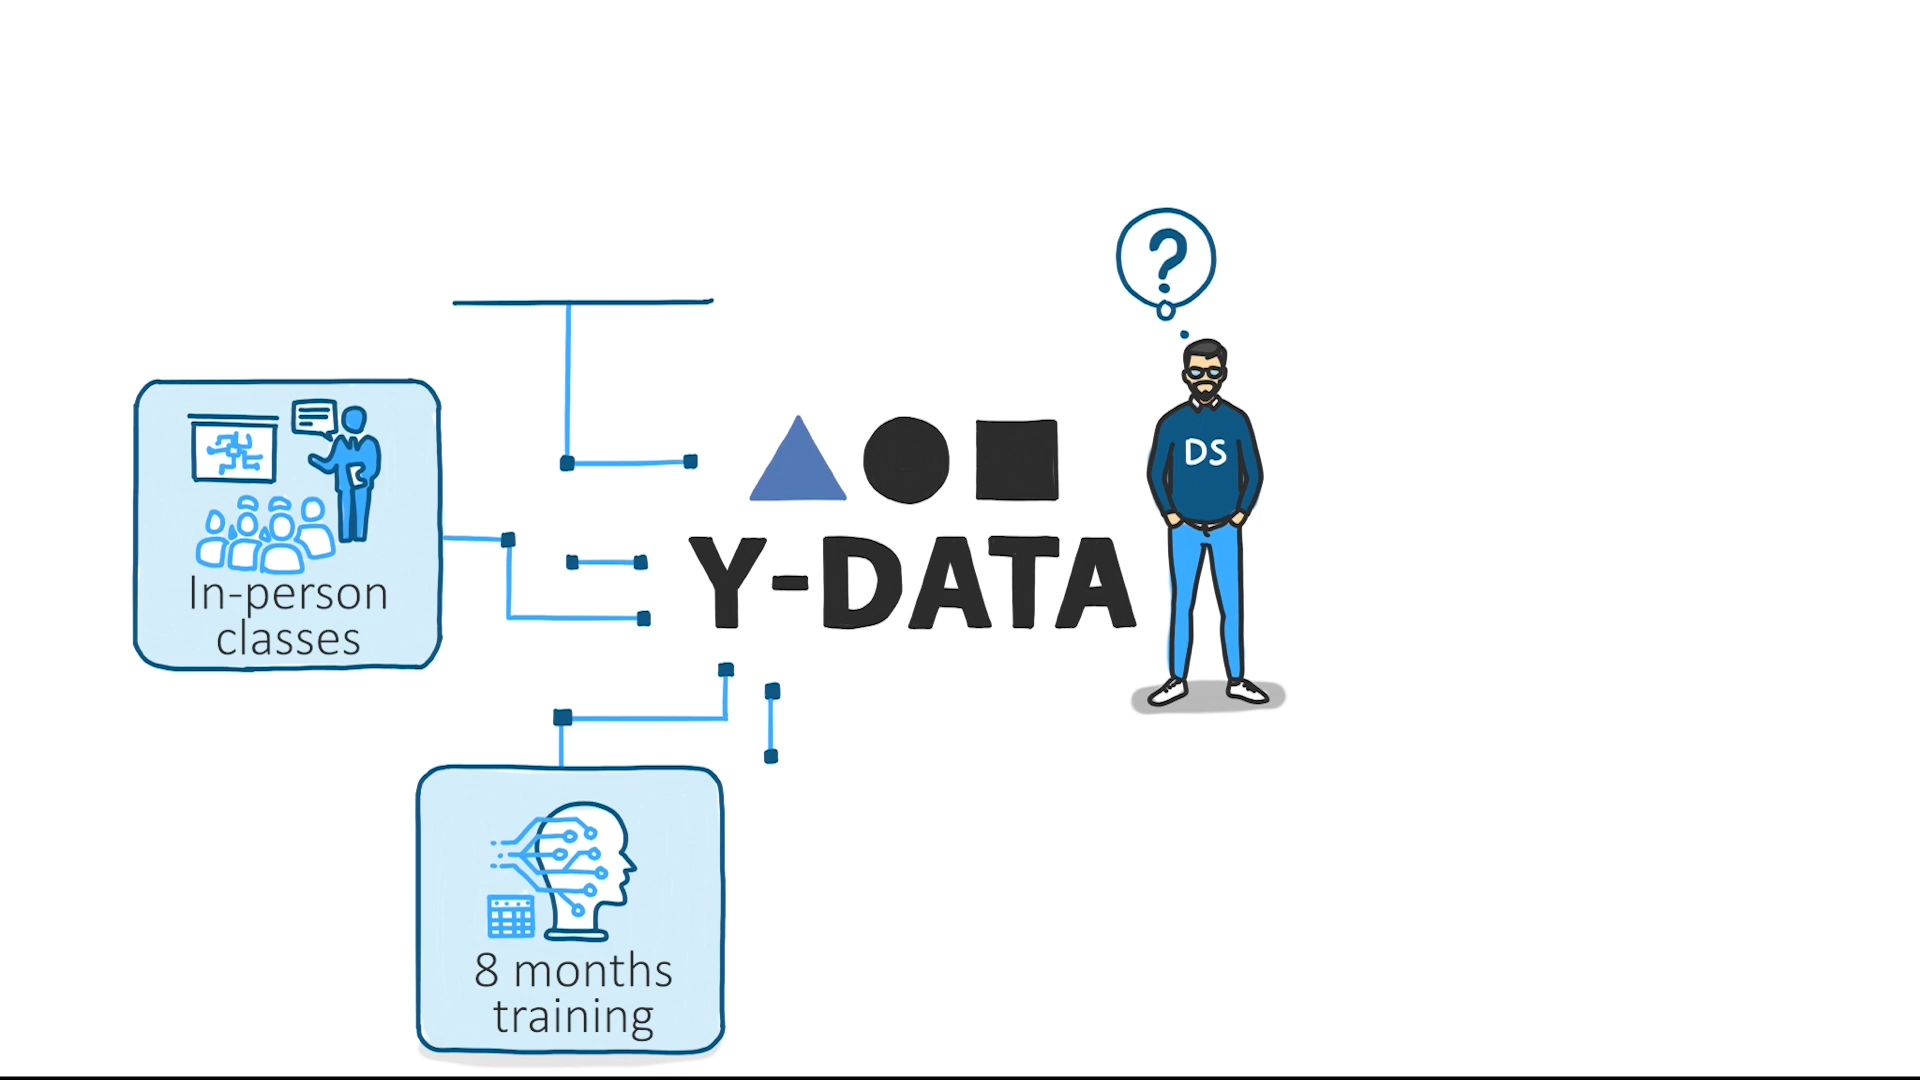 ?
DS
Y-DATA
In-person
classes
8 months
training